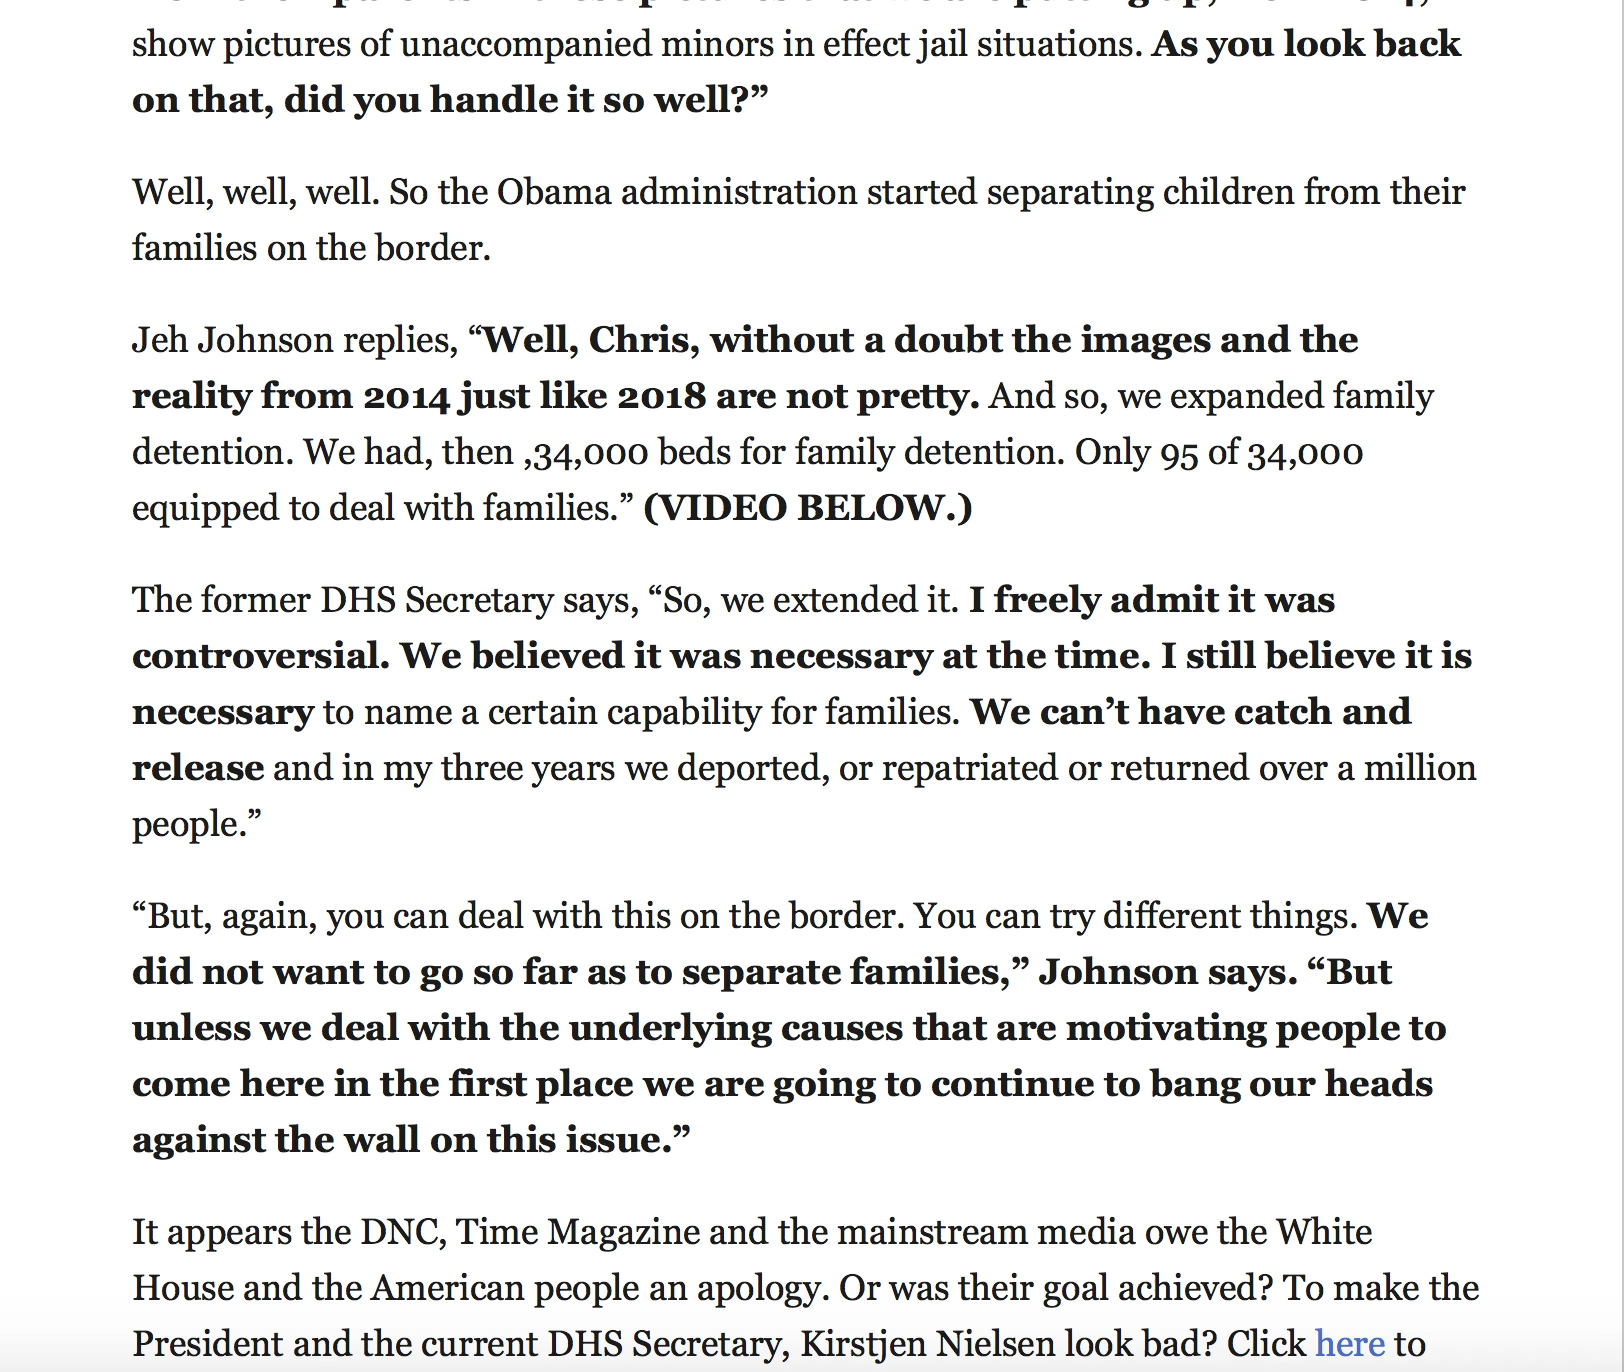 show pictures of unaccompanied minors in effect jail situations. As you look back
on that, did you handle it so well?”
Well, well, well. So the Obama administration started separating children from their
families on the border.
Jeh Johnson replies, “Well, Chris, without a doubt the images and the
reality from 2014 just like 2018 are not pretty. And so, we expanded family
detention. We had, then ,34,000 beds for family detention. Only 95 of 34,000
equipped to deal with families.” (VIDEO BELOW.)
The former DHS Secretary says, “So, we extended it. I freely admit it was
controversial. We believed it was necessary at the time. I still believe it is
necessary to name a certain capability for families. We can’t have catch and
release and in my three years we deported, or repatriated or returned over a million
people.”
“But, again, you can deal with this on the border. You can try different things. We
did not want to go so far as to separate families,” Johnson says. “But
unless we deal with the underlying causes that are motivating people to
come here in the first place we are going to continue to bang our heads
against the wall on this issue.”
It appears the DNC, Time Magazine and the mainstream media owe the White
House and the American people an apology. Or was their goal achieved? To make the
President and the current DHS Secretary, Kirstjen Nielsen look bad? Click here to